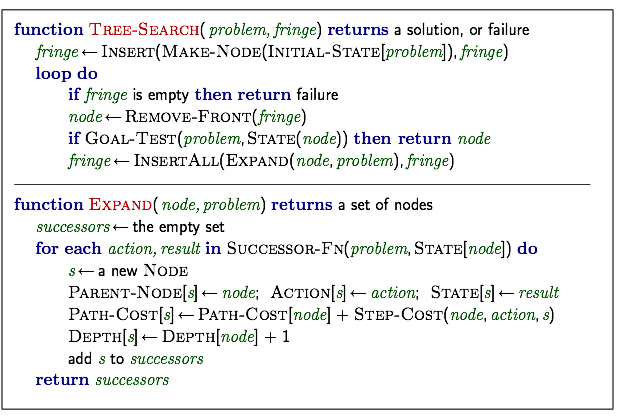 function TREE-SEARCH( problem, fringe) returns a solution, or failure
fringe ← INSERT(MAKE-NODE(INITIAL-STATE[problem]), fringe)
loop do
if fringe is empty then return failure
node ← REMOVE-FRONT(fringe)
if GOAL-TEST(problem, STATE(node)) then return node
fringe ← INSERTALL(EXPAND(node, problem), fringe)
function EXPAND( node, problem) returns a set of nodes
successors ← the empty set
for each action, result in SUCCESSOR-FN(problem, STATE[node]) do
s ← a new NODE
PARENT-NODE[s] ← node; ACTION[s] ← action; STATE[s] ← result
PATH-COST[s] ← PATH-COST[node] + STEP-COST(node, action, s)
DEPTH[s] ← DEPTH[node] + 1
add s to successors
return successors